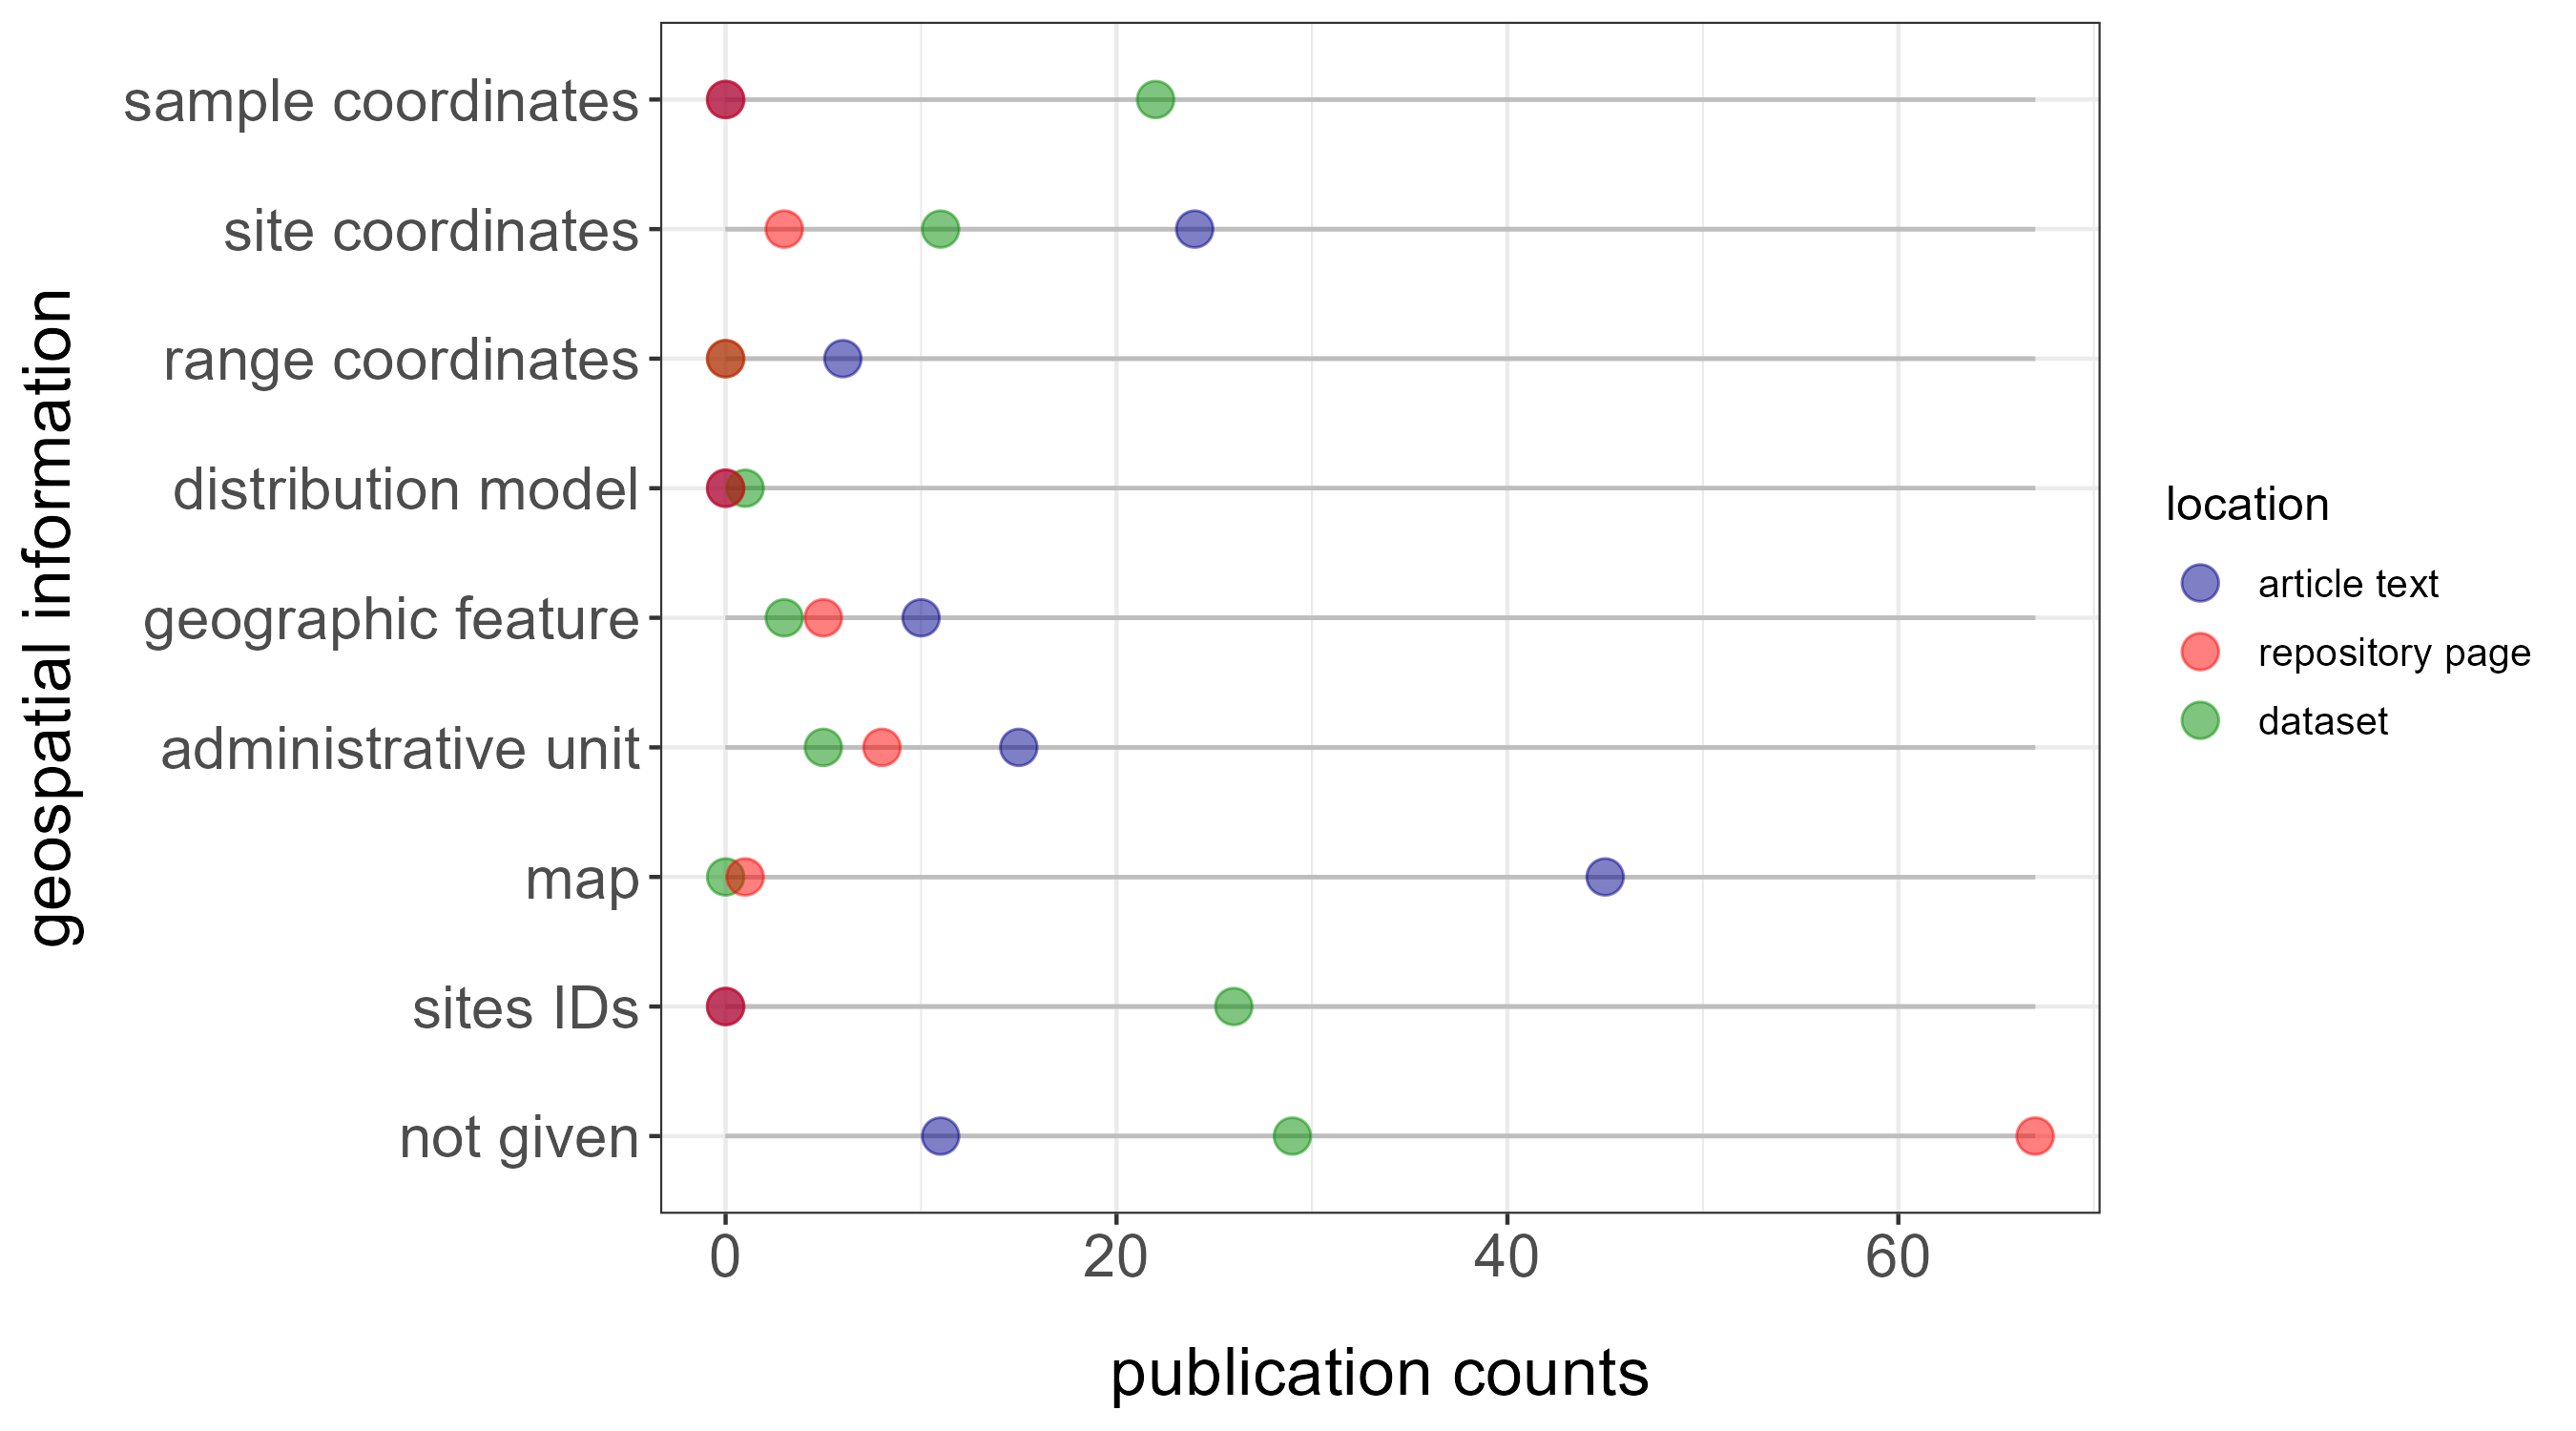 sample coordinates
site coordinates
range coordinates
distribution model
geographic feature
administrative unit
map
sites IDs
not given
geospatial information
0 20 40 60
publication counts
location
article text
repository page
dataset